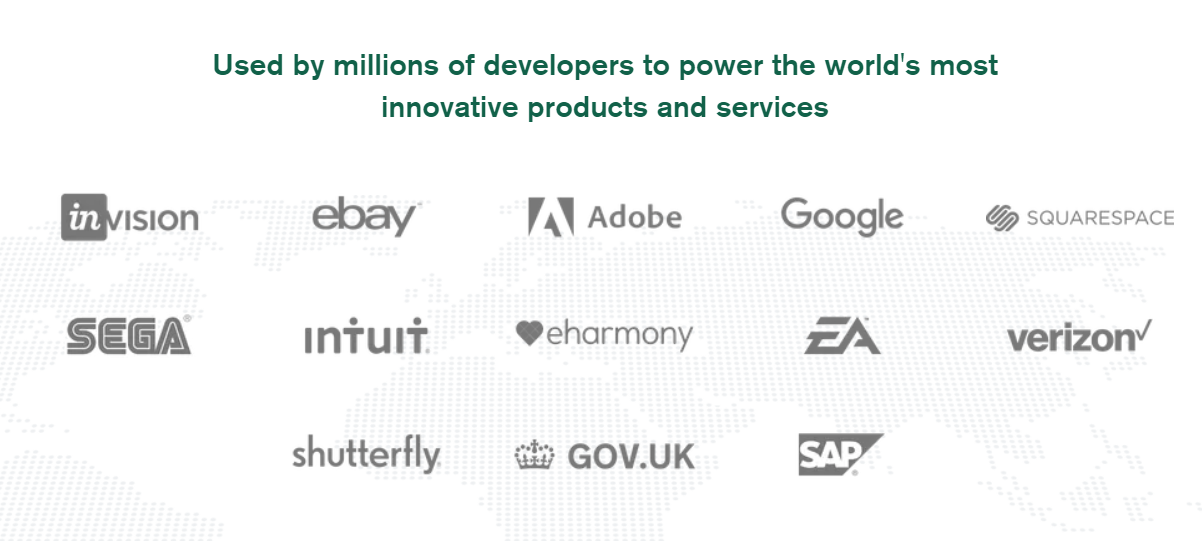 Used by millions of developers to power the world's most
innovative products and services
invision ebay Adobe Google SQUARESPACE
SEGA® intuit. eharmony EA verizon✓
shutterfly. GOV.UK SAP®